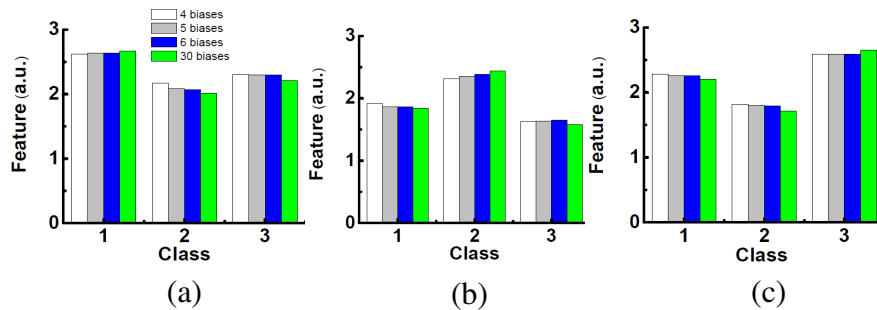 4 biases
5 biases
6 biases
30 biases
3
2
1
0
Feature (a.u.)
1 2 3
Class
(a)
3
2
1
0
Feature (a.u.)
1 2 3
Class
(b)
3
2
1
0
Feature (a.u.)
1 2 3
Class
(c)